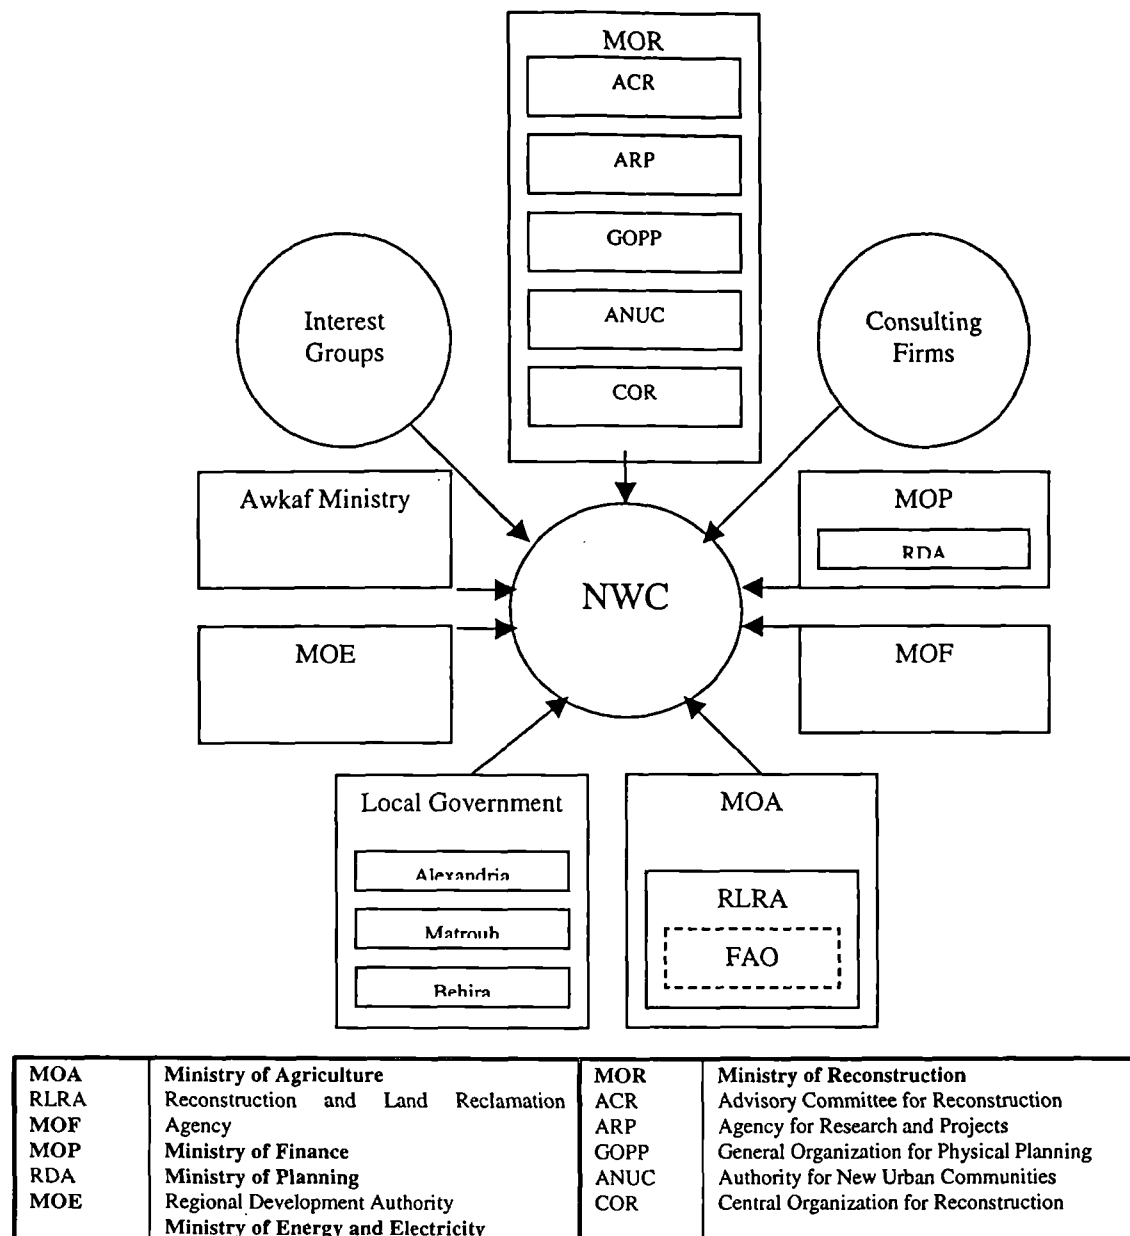 MOR
ACR
ARP
GOPP
ANUC
COR
Interest
Groups
Consulting
Firms
Awkaf Ministry
MOP
RDA
NWC
MOE
MOF
Local Government
Alexandria
Matrouh
Behira
MOA
RLRA
FAO
MOA Ministry of Agriculture MOR Ministry of Reconstruction
RLRA Reconstruction and Land Reclamation ACR Advisory Committee for Reconstruction
MOF Agency ARP Agency for Research and Projects
MOP Ministry of Finance GOPP General Organization for Physical Planning
RDA Ministry of Planning ANUC Authority for New Urban Communities
MOE Regional Development Authority COR Central Organization for Reconstruction
Ministry of Energy and Electricity